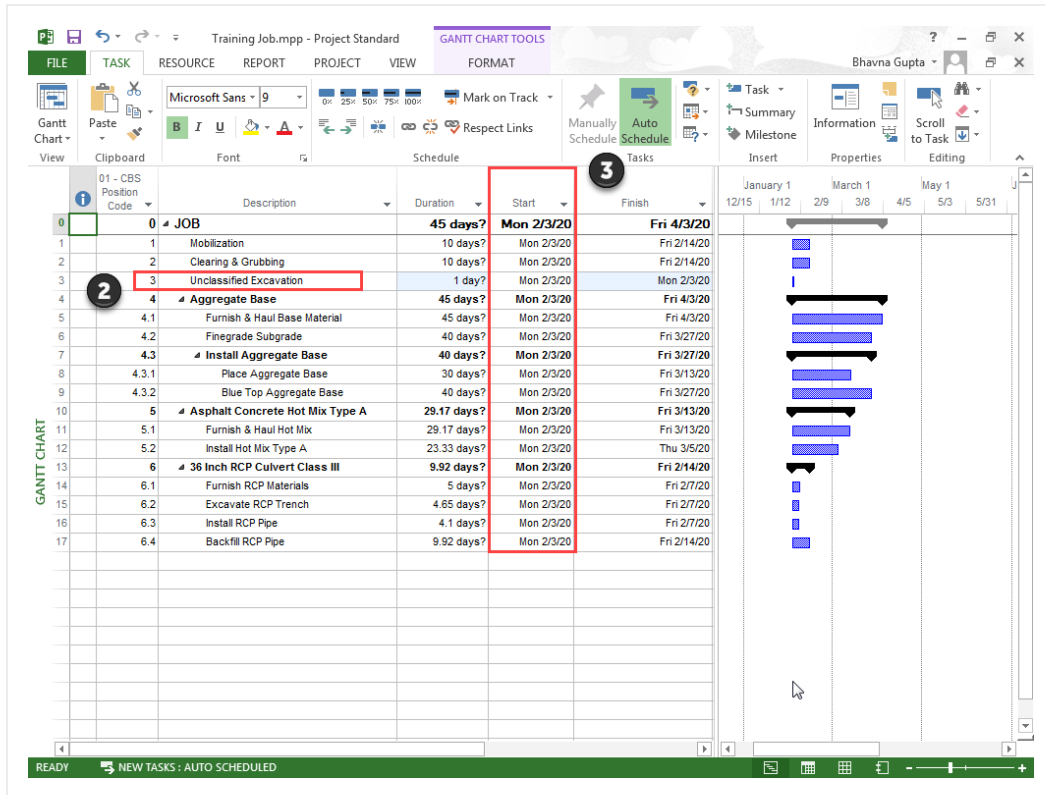 Training Job.mpp - Project Standard GANTT CHART TOOLS ?
FILE TASK RESOURCE REPORT PROJECT VIEW FORMAT Bhavna Gupta
Gantt Chart
Paste
Microsoft Sans 9
B I U A
0× 25× 50× 75× 100×
Mark on Track
Respect Links
Manually Schedule
Auto Schedule
Task
Summary
Milestone
Information
Scroll to Task
View Clipboard Font Schedule Tasks Insert Properties Editing
3
01 - CBS Position Code Description Duration Start Finish
January 1 March 1 May 1 J
12/15 1/12 2/9 3/8 4/5 5/3 5/31
0 0 JOB 45 days? Mon 2/3/20 Fri 4/3/20
1 1 Mobilization 10 days? Mon 2/3/20 Fri 2/14/20
2 2 Clearing & Grubbing 10 days? Mon 2/3/20 Fri 2/14/20
3 3 Unclassified Excavation 1 day? Mon 2/3/20 Mon 2/3/20
2
4 4 Aggregate Base 45 days? Mon 2/3/20 Fri 4/3/20
5 4.1 Furnish & Haul Base Material 45 days? Mon 2/3/20 Fri 4/3/20
6 4.2 Finegrade Subgrade 40 days? Mon 2/3/20 Fri 3/27/20
7 4.3 Install Aggregate Base 40 days? Mon 2/3/20 Fri 3/27/20
8 4.3.1 Place Aggregate Base 30 days? Mon 2/3/20 Fri 3/13/20
9 4.3.2 Blue Top Aggregate Base 40 days? Mon 2/3/20 Fri 3/27/20
10 5 Asphalt Concrete Hot Mix Type A 29.17 days? Mon 2/3/20 Fri 3/13/20
11 5.1 Furnish & Haul Hot Mix 29.17 days? Mon 2/3/20 Fri 3/13/20
12 5.2 Install Hot Mix Type A 23.33 days? Mon 2/3/20 Thu 3/5/20
13 6 36 Inch RCP Culvert Class III 9.92 days? Mon 2/3/20 Fri 2/14/20
14 6.1 Furnish RCP Materials 5 days? Mon 2/3/20 Fri 2/7/20
15 6.2 Excavate RCP Trench 4.65 days? Mon 2/3/20 Fri 2/7/20
16 6.3 Install RCP Pipe 4.1 days? Mon 2/3/20 Fri 2/7/20
17 6.4 Backfill RCP Pipe 9.92 days? Mon 2/3/20 Fri 2/14/20
GANTT CHART
READY NEW TASKS : AUTO SCHEDULED